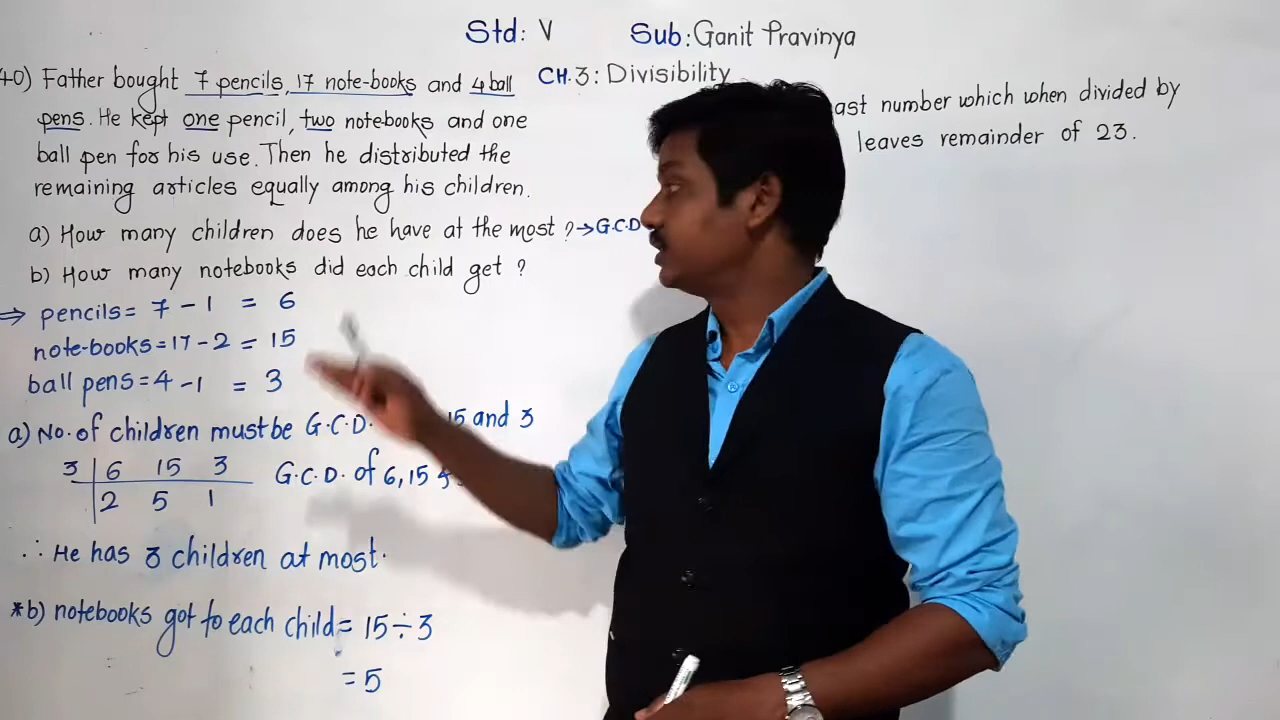 Std: V Sub: Ganit Pravinya
CH.3: Divisibility
40) Father bought 7 pencils, 17 note-books and 4 ball
pens. He kept one pencil, two notebooks and one
ball pen for his use. Then he distributed the
remaining articles equally among his children.
a) How many children does he have at the most? →G.C.D
b) How many notebooks did each child get?
⇒ pencils= 7 - 1 = 6
note-books=17-2 = 15
ball pens=4-1 = 3
a) No. of children must be G.C.D. 15 and 3
3 | 6 15 3 G.C.D. of 6,15 &
2 5 1
∴ He has 3 children at most.
*b) notebooks got to each child= 15÷3
= 5
ast number which when divided by
leaves remainder of 23.